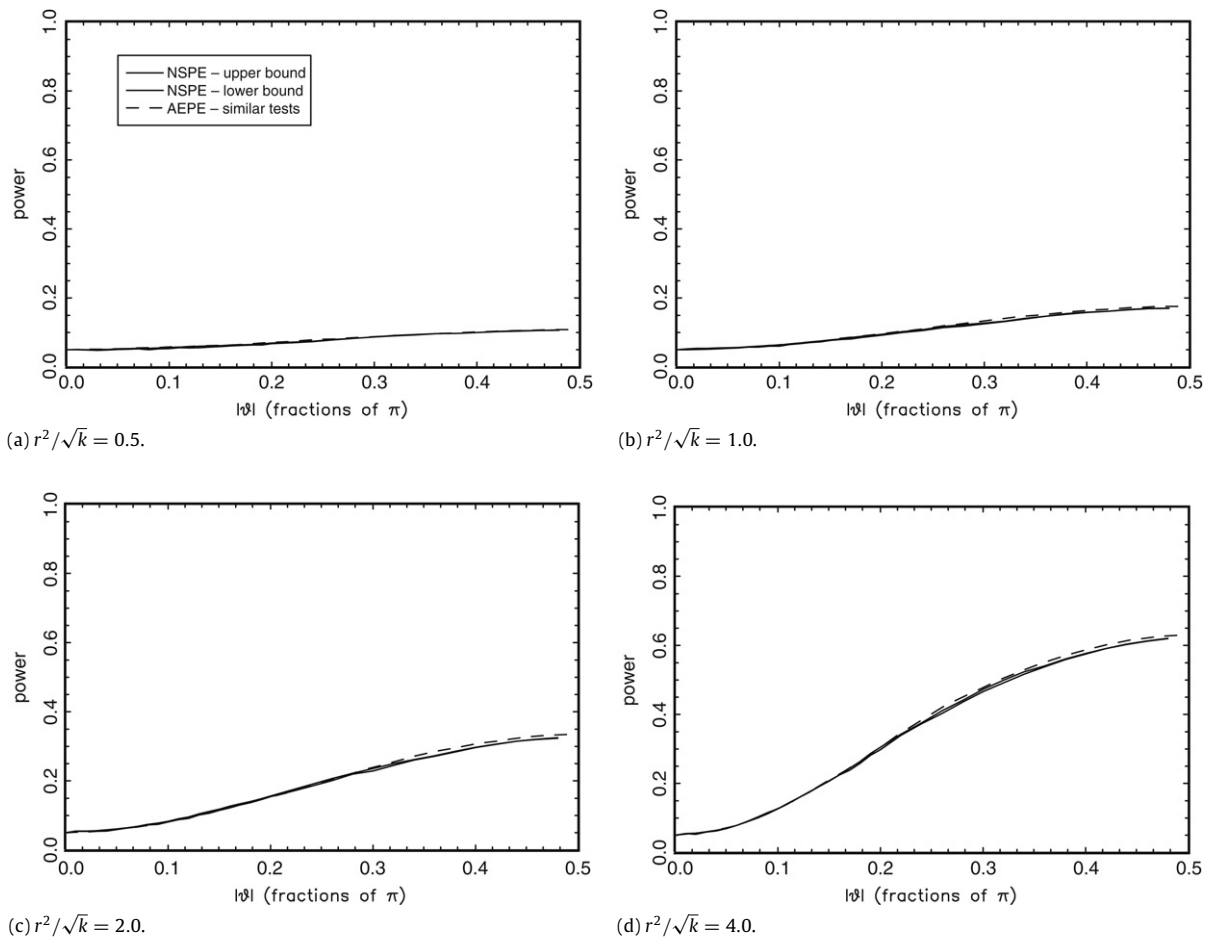 1.0
0.8
0.6
0.4
0.2
0.0
power
NSPE – upper bound
NSPE – lower bound
AEPE – similar tests
0.0 0.1 0.2 0.3 0.4 0.5
|ϑ| (fractions of π)
(a) r²/√k = 0.5.
1.0
0.8
0.6
0.4
0.2
0.0
power
0.0 0.1 0.2 0.3 0.4 0.5
|ϑ| (fractions of π)
(b) r²/√k = 1.0.
1.0
0.8
0.6
0.4
0.2
0.0
power
0.0 0.1 0.2 0.3 0.4 0.5
|ϑ| (fractions of π)
(c) r²/√k = 2.0.
1.0
0.8
0.6
0.4
0.2
0.0
power
0.0 0.1 0.2 0.3 0.4 0.5
|ϑ| (fractions of π)
(d) r²/√k = 4.0.